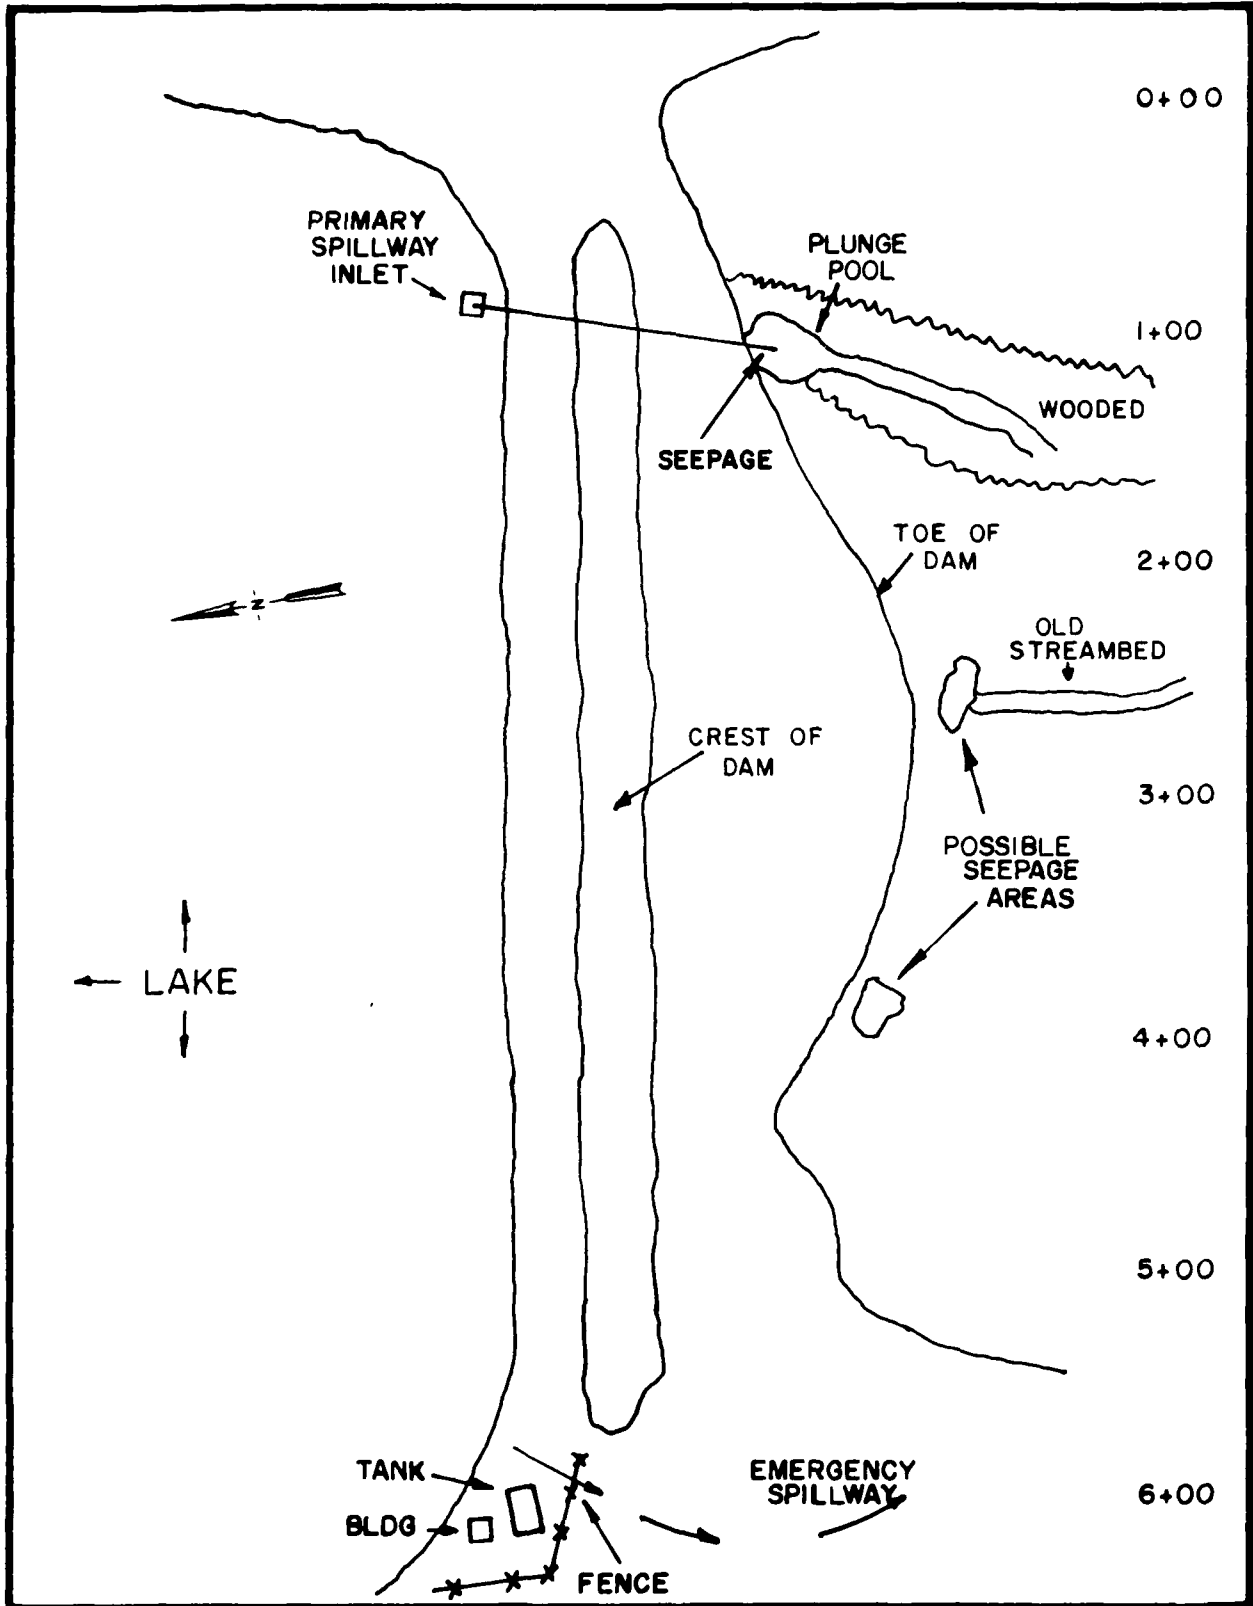 0+00
PRIMARY
SPILLWAY
INLET
PLUNGE
POOL
1+00
WOODED
SEEPAGE
TOE OF
DAM
2+00
N
OLD
STREAMBED
CREST OF
DAM
3+00
POSSIBLE
SEEPAGE
AREAS
LAKE
4+00
5+00
TANK
EMERGENCY
SPILLWAY
6+00
BLDG
FENCE